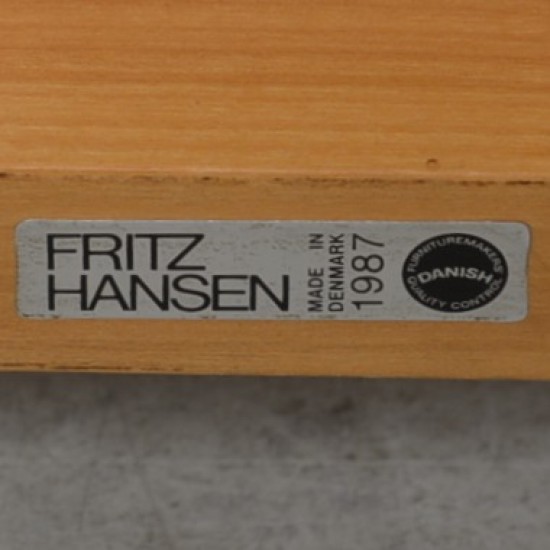 FRITZ
HANSEN
MADE IN
DENMARK
1987
FURNITUREMAKERS'
DANISH
QUALITY CONTROL